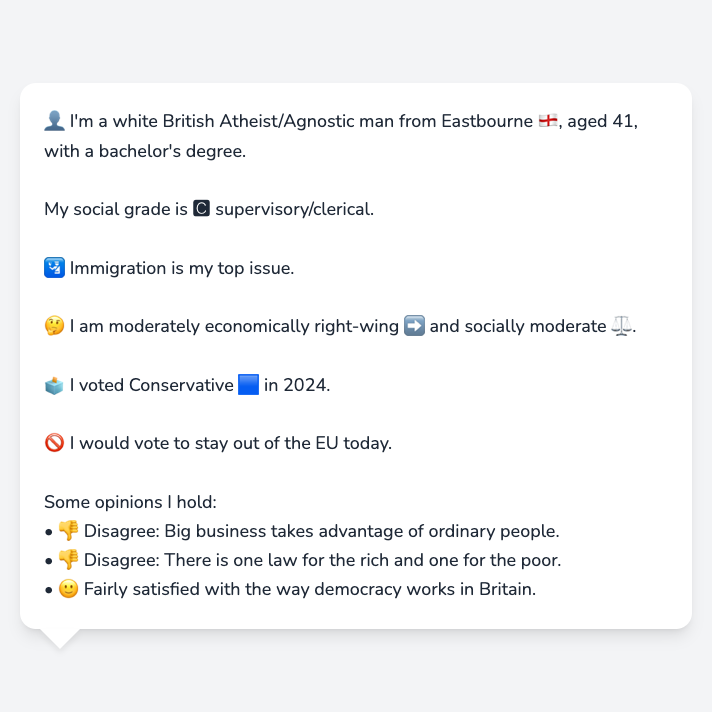 👤 I'm a white British Atheist/Agnostic man from Eastbourne 🏴󠁧󠁢󠁥󠁮󠁧󠁿, aged 41,
with a bachelor's degree.
My social grade is 🅲 supervisory/clerical.
🛂 Immigration is my top issue.
🤔 I am moderately economically right-wing ➡️ and socially moderate ⚖️.
🗳️ I voted Conservative 🟦 in 2024.
🚫 I would vote to stay out of the EU today.
Some opinions I hold:
• 👎 Disagree: Big business takes advantage of ordinary people.
• 👎 Disagree: There is one law for the rich and one for the poor.
• 🙂 Fairly satisfied with the way democracy works in Britain.